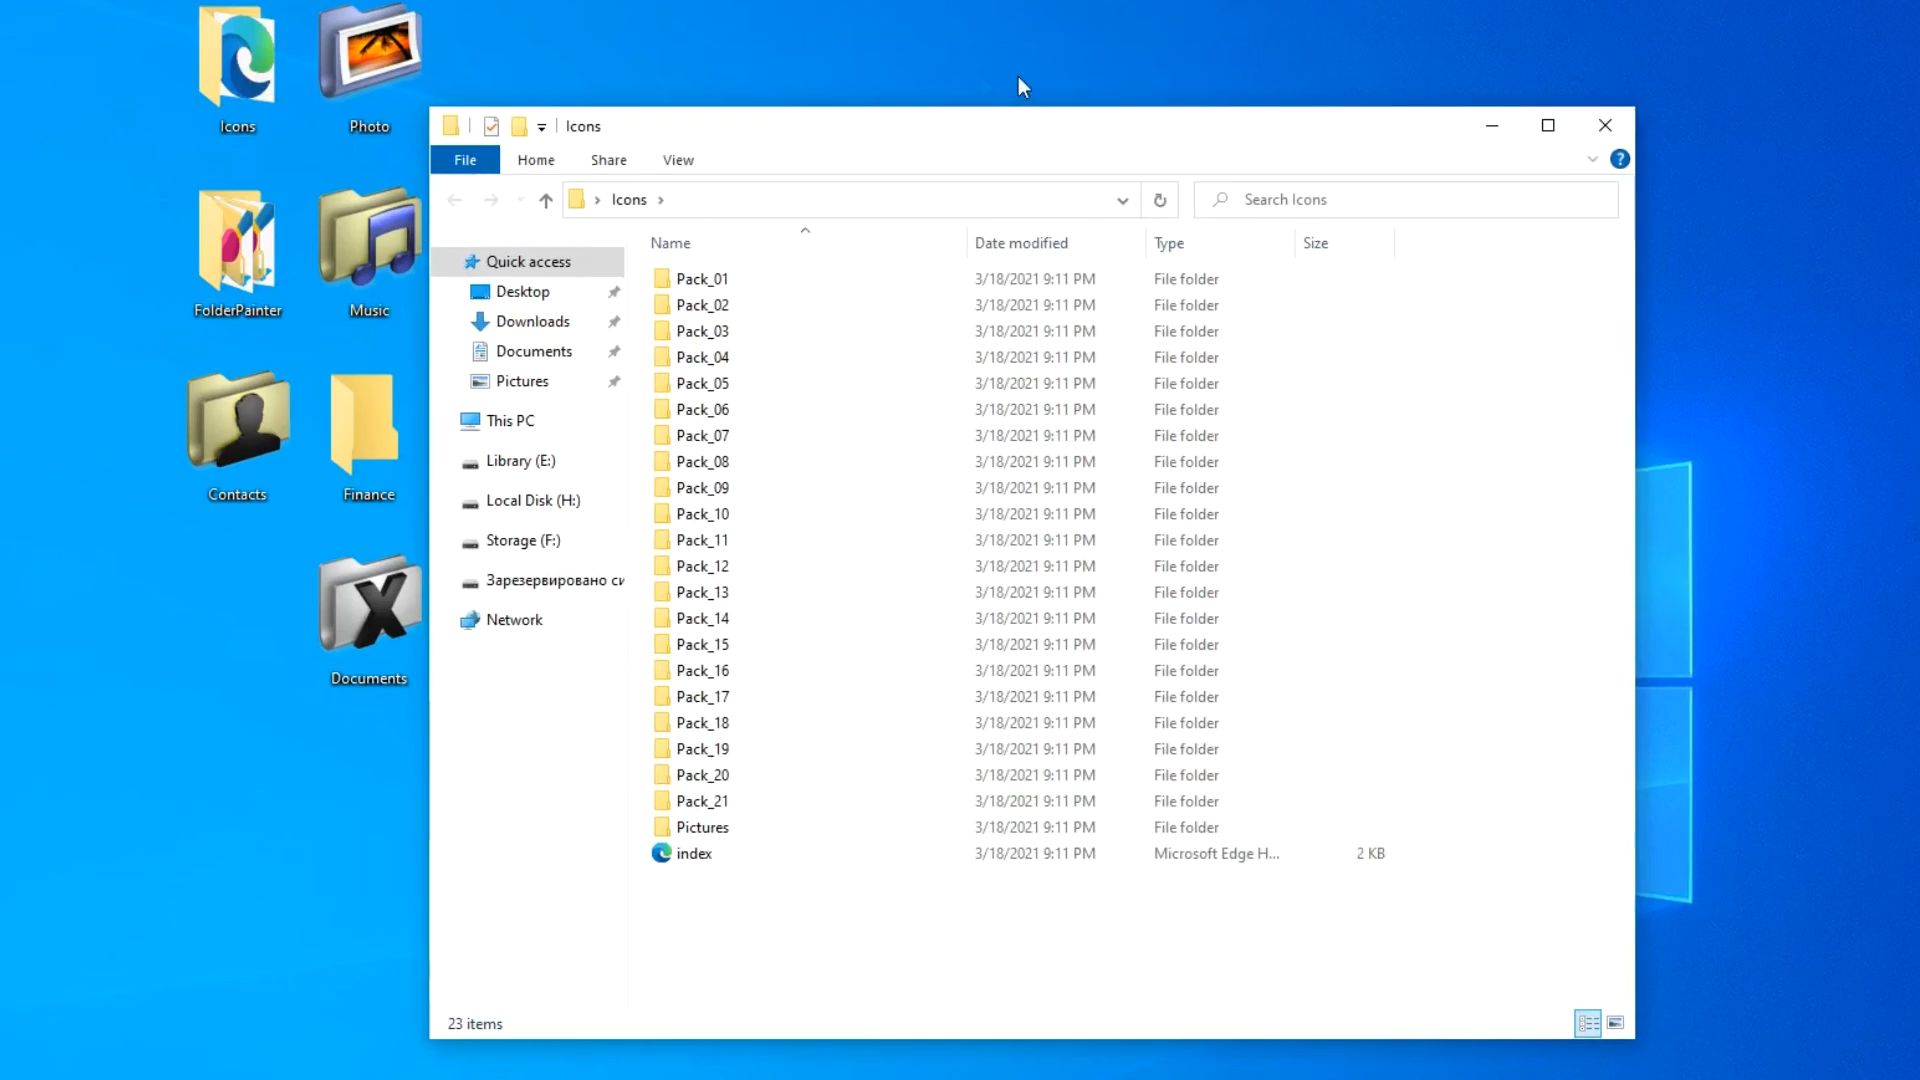 Icons
Photo
FolderPainter
Music
Contacts
Finance
Documents
Icons
File
Home
Share
View
?
Icons
Search Icons
Name
Date modified
Type
Size
Quick access
Desktop
Downloads
Documents
Pictures
This PC
Library (E:)
Local Disk (H:)
Storage (F:)
Зарезервировано си
Network
Pack_01 3/18/2021 9:11 PM File folder
Pack_02 3/18/2021 9:11 PM File folder
Pack_03 3/18/2021 9:11 PM File folder
Pack_04 3/18/2021 9:11 PM File folder
Pack_05 3/18/2021 9:11 PM File folder
Pack_06 3/18/2021 9:11 PM File folder
Pack_07 3/18/2021 9:11 PM File folder
Pack_08 3/18/2021 9:11 PM File folder
Pack_09 3/18/2021 9:11 PM File folder
Pack_10 3/18/2021 9:11 PM File folder
Pack_11 3/18/2021 9:11 PM File folder
Pack_12 3/18/2021 9:11 PM File folder
Pack_13 3/18/2021 9:11 PM File folder
Pack_14 3/18/2021 9:11 PM File folder
Pack_15 3/18/2021 9:11 PM File folder
Pack_16 3/18/2021 9:11 PM File folder
Pack_17 3/18/2021 9:11 PM File folder
Pack_18 3/18/2021 9:11 PM File folder
Pack_19 3/18/2021 9:11 PM File folder
Pack_20 3/18/2021 9:11 PM File folder
Pack_21 3/18/2021 9:11 PM File folder
Pictures 3/18/2021 9:11 PM File folder
index 3/18/2021 9:11 PM Microsoft Edge H... 2 KB
23 items